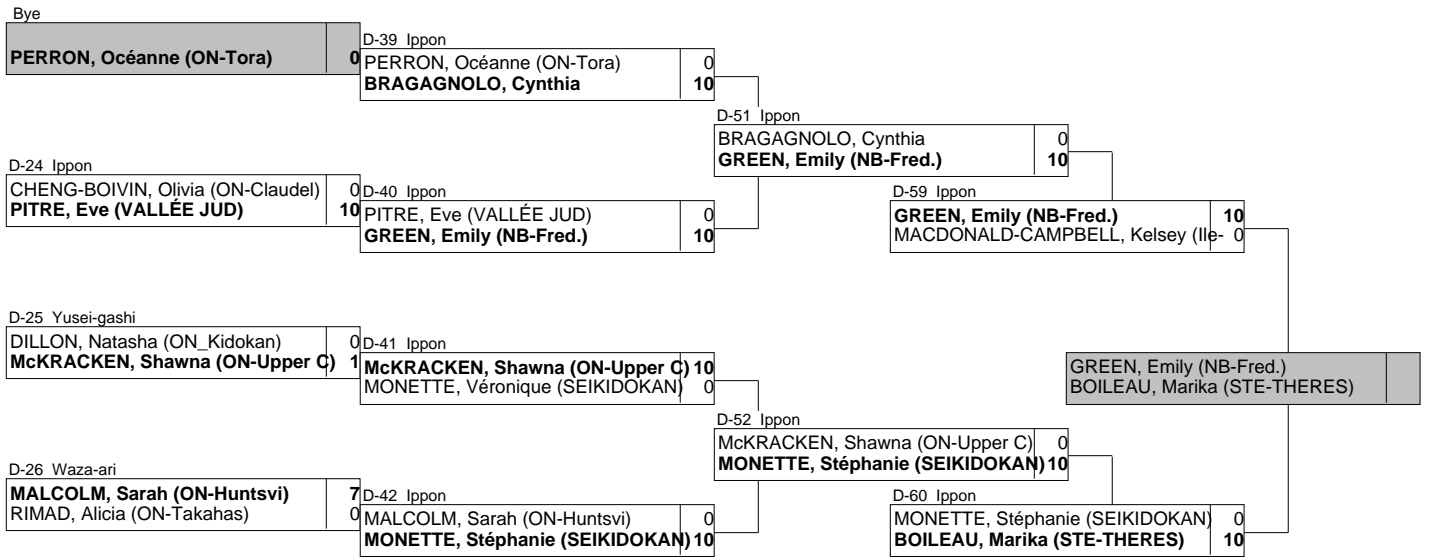 Bye
PERRON, Océanne (ON-Tora) 0
D-24 Ippon
CHENG-BOIVIN, Olivia (ON-Claudel) 0
PITRE, Eve (VALLÉE JUD) 10
D-25 Yusei-gashi
DILLON, Natasha (ON_Kidokan) 0
McKRACKEN, Shawna (ON-Upper C) 1
D-26 Waza-ari
MALCOLM, Sarah (ON-Huntsvi) 7
RIMAD, Alicia (ON-Takahas) 0
D-39 Ippon
PERRON, Océanne (ON-Tora) 0
BRAGAGNOLO, Cynthia 10
D-40 Ippon
PITRE, Eve (VALLÉE JUD) 0
GREEN, Emily (NB-Fred.) 10
D-41 Ippon
McKRACKEN, Shawna (ON-Upper C) 10
MONETTE, Véronique (SEIKIDOKAN) 0
D-42 Ippon
MALCOLM, Sarah (ON-Huntsvi) 0
MONETTE, Stéphanie (SEIKIDOKAN) 10
D-51 Ippon
BRAGAGNOLO, Cynthia 0
GREEN, Emily (NB-Fred.) 10
D-52 Ippon
McKRACKEN, Shawna (ON-Upper C) 0
MONETTE, Stéphanie (SEIKIDOKAN) 10
D-59 Ippon
GREEN, Emily (NB-Fred.) 10
MACDONALD-CAMPBELL, Kelsey (Ile- 0
D-60 Ippon
MONETTE, Stéphanie (SEIKIDOKAN) 0
BOILEAU, Marika (STE-THERES) 10
GREEN, Emily (NB-Fred.)
BOILEAU, Marika (STE-THERES)